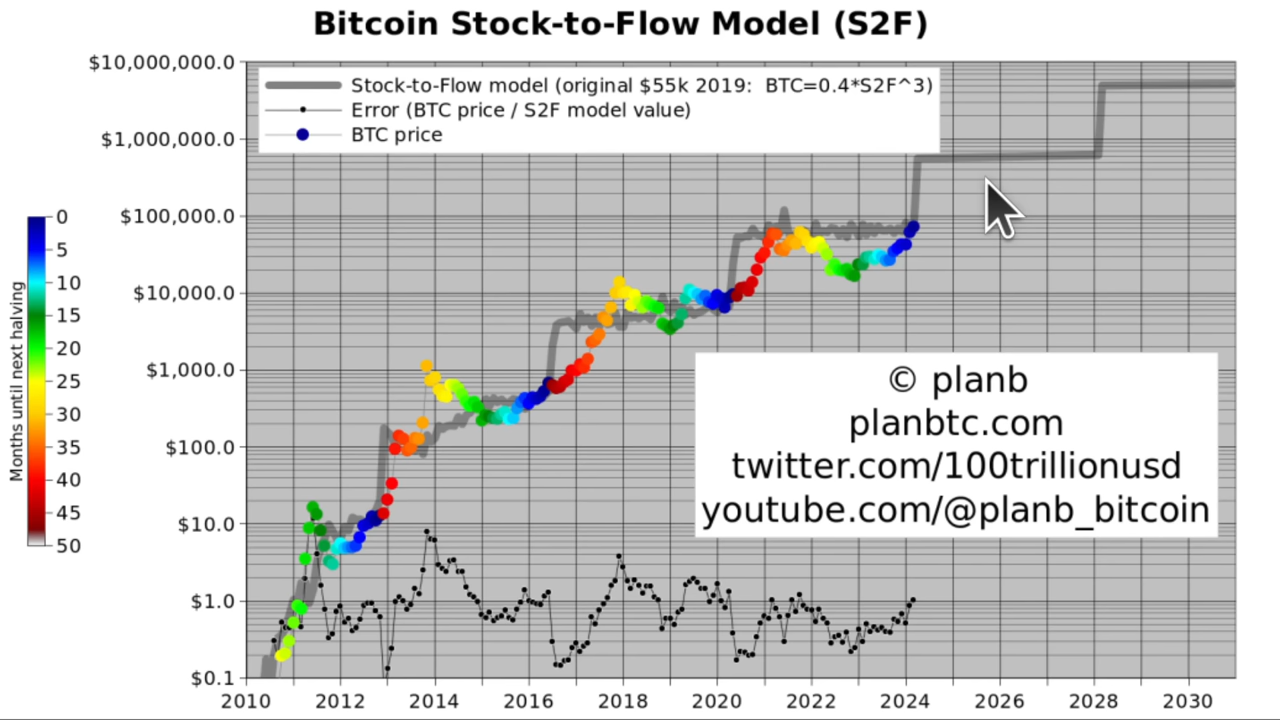 Bitcoin Stock-to-Flow Model (S2F)
$10,000,000.0
$1,000,000.0
$100,000.0
$10,000.0
$1,000.0
$100.0
$10.0
$1.0
$0.1
Stock-to-Flow model (original $55k 2019: BTC=0.4*S2F^3)
Error (BTC price / S2F model value)
BTC price
Months until next halving
0
5
10
15
20
25
30
35
40
45
50
© planb
planbtc.com
twitter.com/100trillionusd
youtube.com/@planb_bitcoin
2010 2012 2014 2016 2018 2020 2022 2024 2026 2028 2030